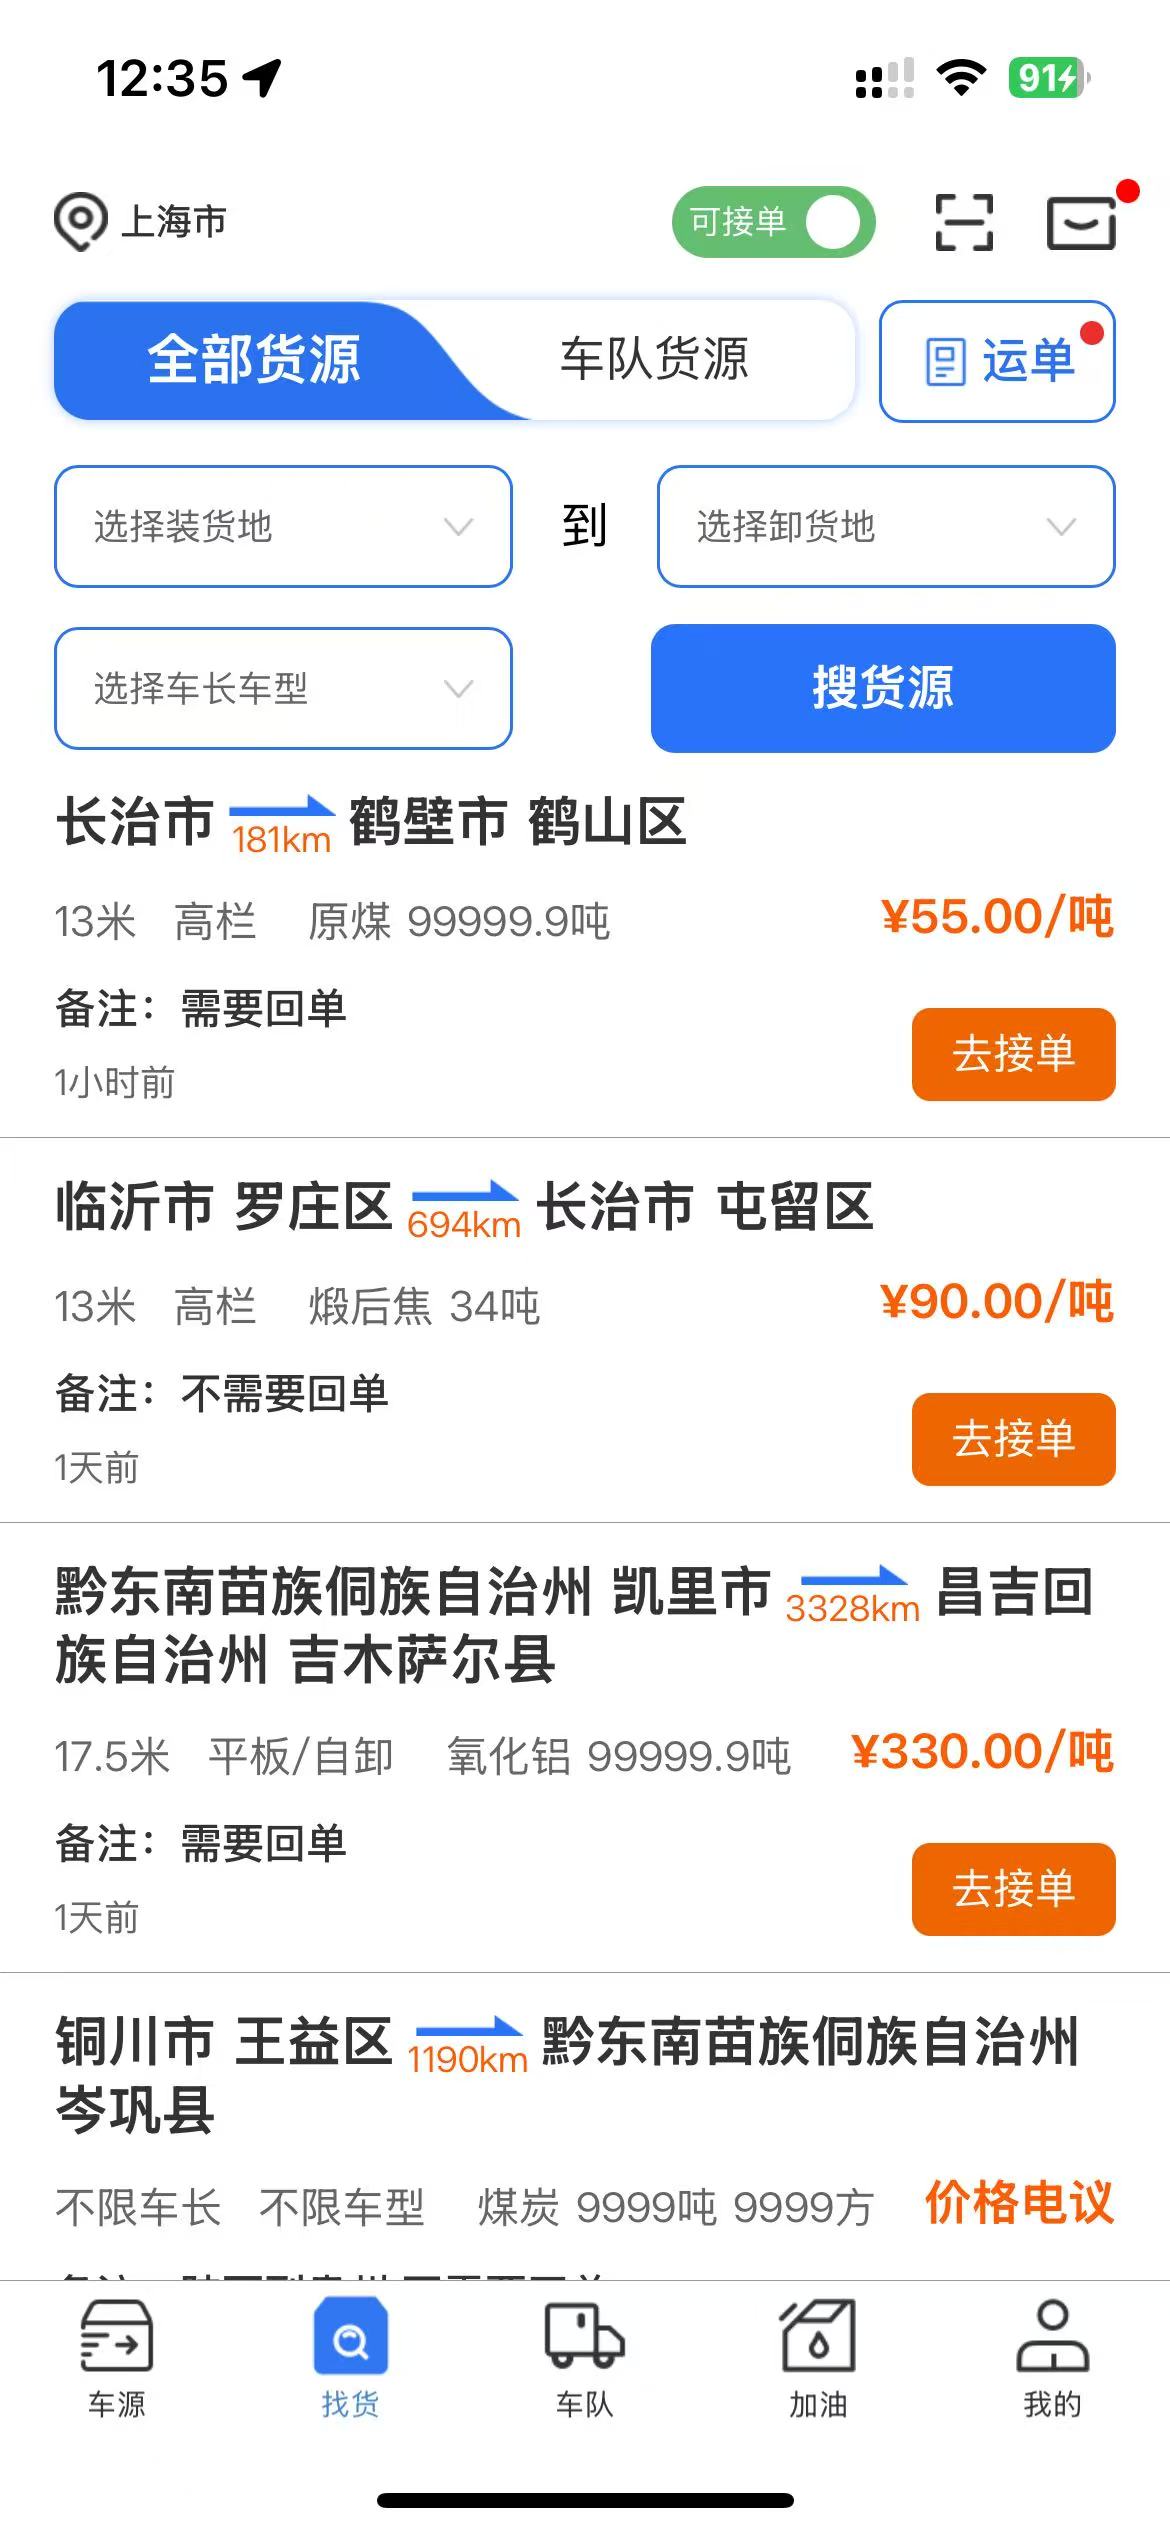 12:35
91
上海市
可接单
全部货源
车队货源
运单
选择装货地
到
选择卸货地
选择车长车型
搜货源
长治市 181km 鹤壁市 鹤山区
13米 高栏 原煤 99999.9吨
¥55.00/吨
备注：需要回单
去接单
1小时前
临沂市 罗庄区 694km 长治市 屯留区
13米 高栏 煅后焦 34吨
¥90.00/吨
备注：不需要回单
去接单
1天前
黔东南苗族侗族自治州 凯里市 3328km 昌吉回
族自治州 吉木萨尔县
17.5米 平板/自卸 氧化铝 99999.9吨
¥330.00/吨
备注：需要回单
去接单
1天前
铜川市 王益区 1190km 黔东南苗族侗族自治州
岑巩县
不限车长 不限车型 煤炭 9999吨 9999方
价格电议
车源
找货
车队
加油
我的